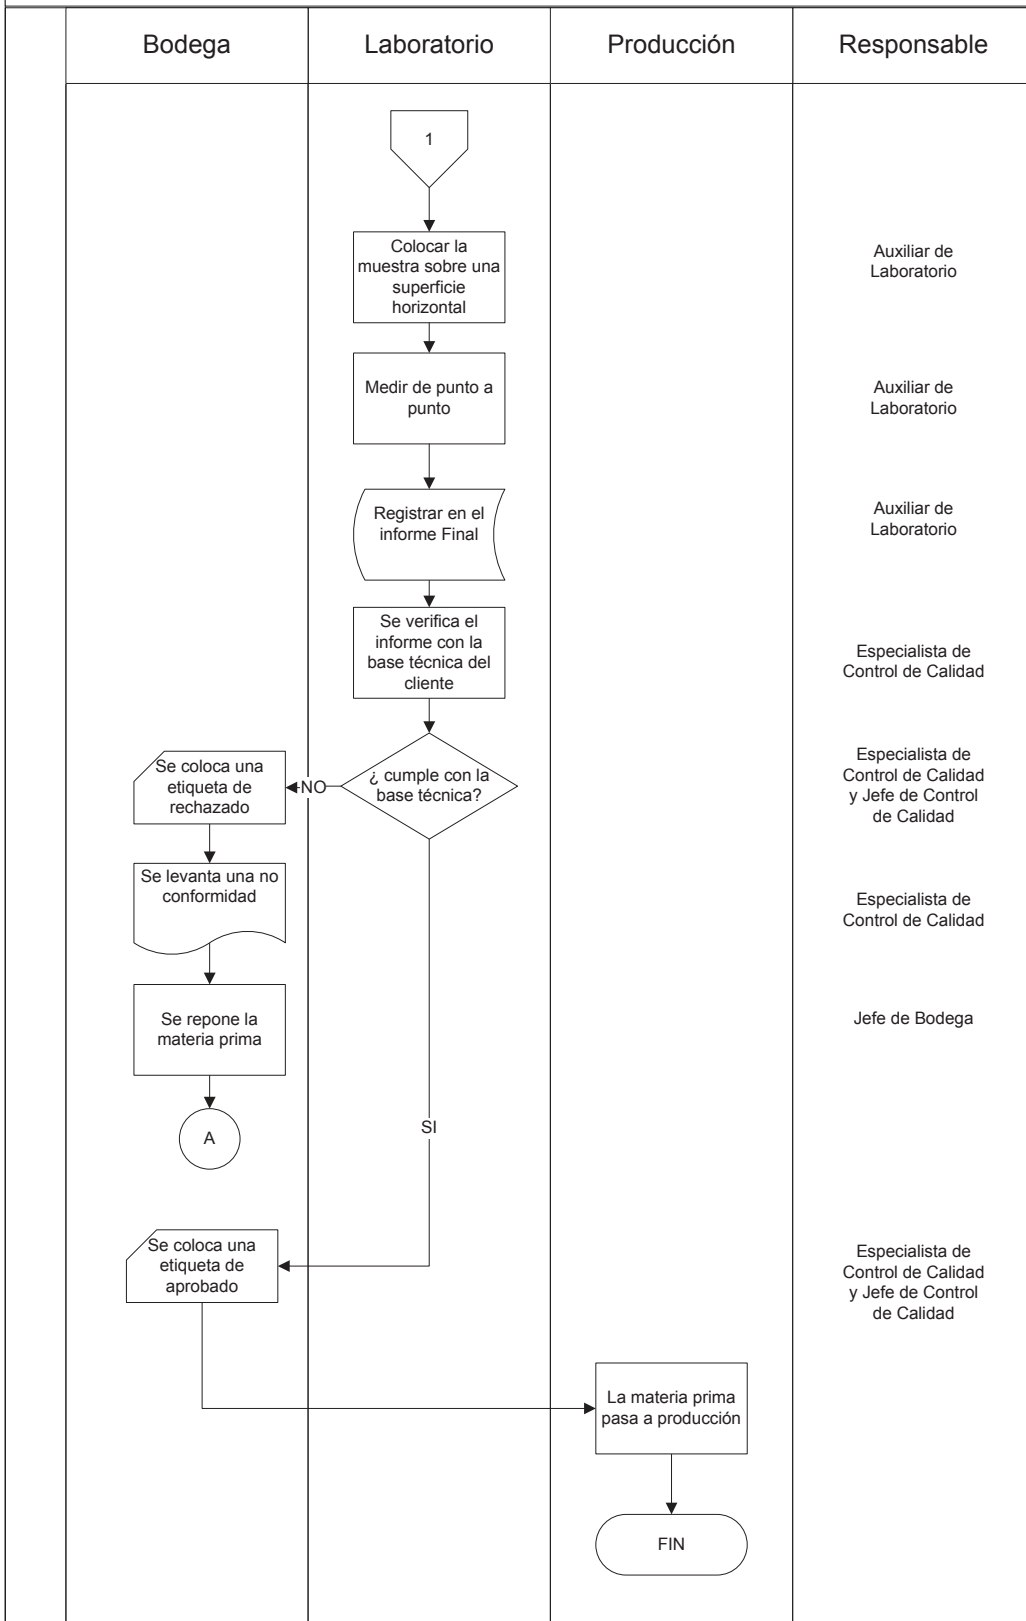 Bodega
Laboratorio
Producción
Responsable
1
Colocar la
muestra sobre una
superficie
horizontal
Auxiliar de
Laboratorio
Medir de punto a
punto
Auxiliar de
Laboratorio
Registrar en el
informe Final
Auxiliar de
Laboratorio
Se verifica el
informe con la
base técnica del
cliente
Especialista de
Control de Calidad
¿ cumple con la
base técnica?
NO
Se coloca una
etiqueta de
rechazado
Especialista de
Control de Calidad
y Jefe de Control
de Calidad
Se levanta una no
conformidad
Especialista de
Control de Calidad
Se repone la
materia prima
Jefe de Bodega
A
SI
Se coloca una
etiqueta de
aprobado
Especialista de
Control de Calidad
y Jefe de Control
de Calidad
La materia prima
pasa a producción
FIN